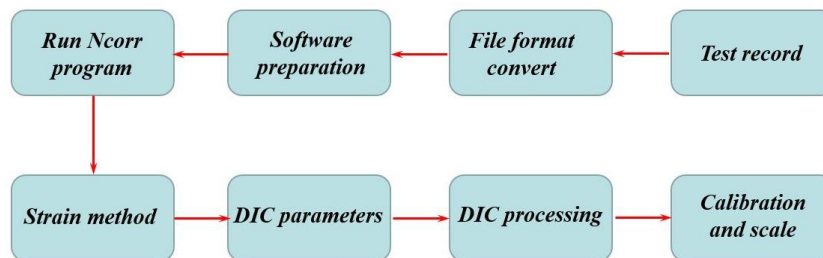 Run Ncorr
program
Software
preparation
File format
convert
Test record
Strain method
DIC parameters
DIC processing
Calibration
and scale